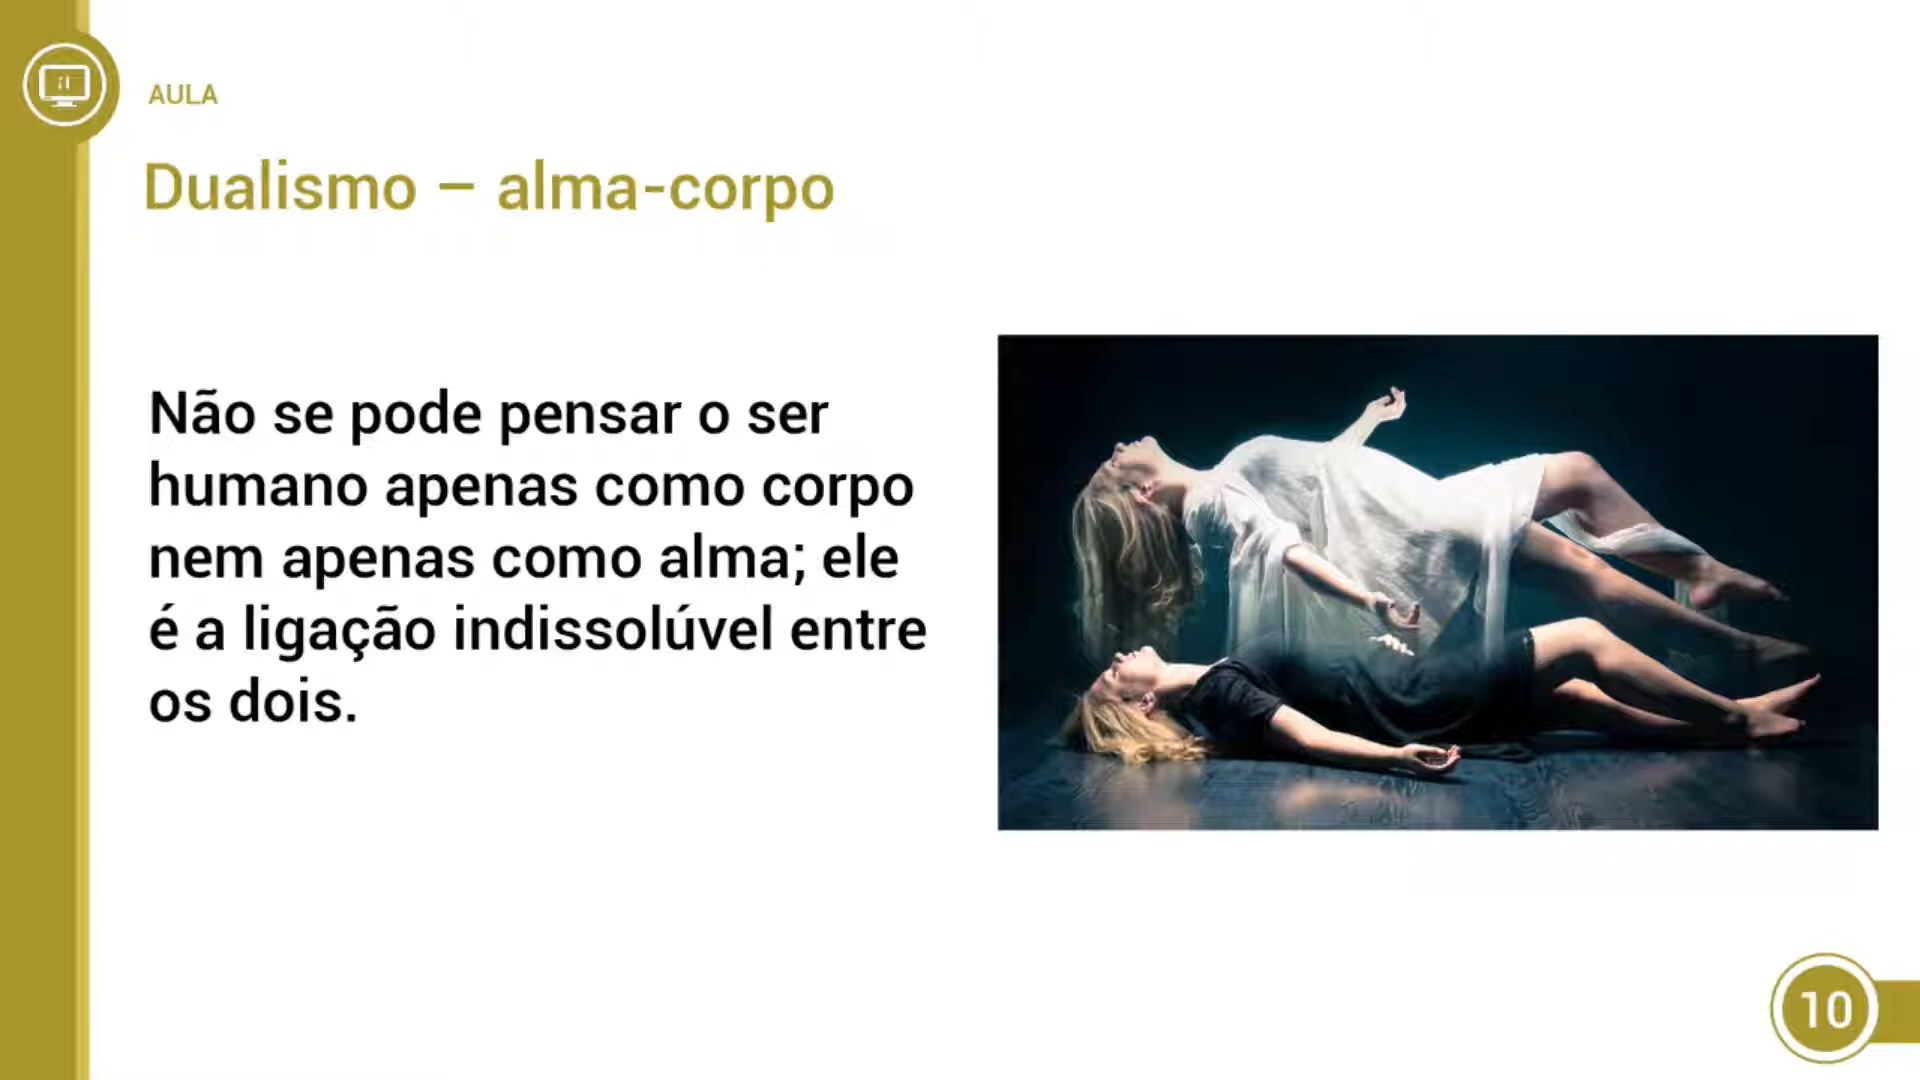 AULA
Dualismo – alma-corpo
Não se pode pensar o ser
humano apenas como corpo
nem apenas como alma; ele
é a ligação indissolúvel entre
os dois.
10